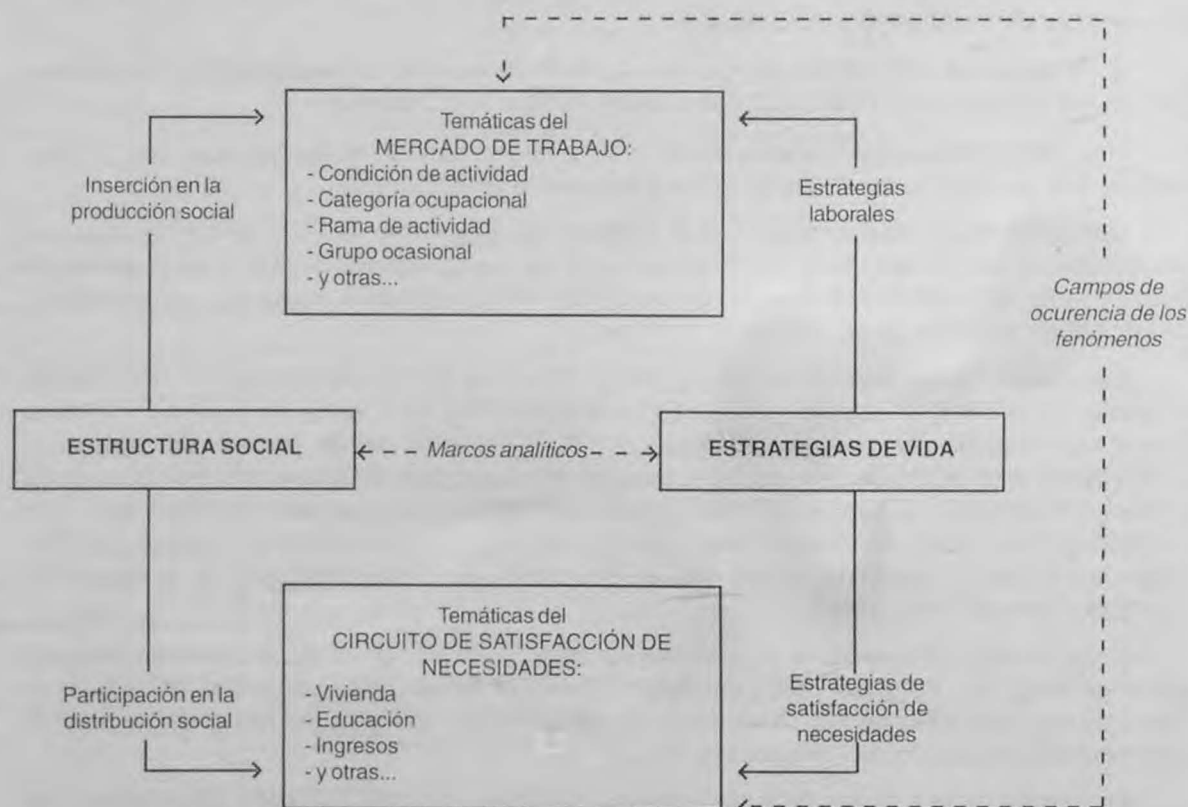 Temáticas del
MERCADO DE TRABAJO:
- Condición de actividad
- Categoría ocupacional
- Rama de actividad
- Grupo ocasional
- y otras...
Inserción en la
producción social
Estrategias
laborales
Campos de
ocurencia de los
fenómenos
ESTRUCTURA SOCIAL
Marcos analíticos
ESTRATEGIAS DE VIDA
Temáticas del
CIRCUITO DE SATISFACCIÓN DE
NECESIDADES:
- Vivienda
- Educación
- Ingresos
- y otras...
Participación en la
distribución social
Estrategias de
satisfacción de
necesidades